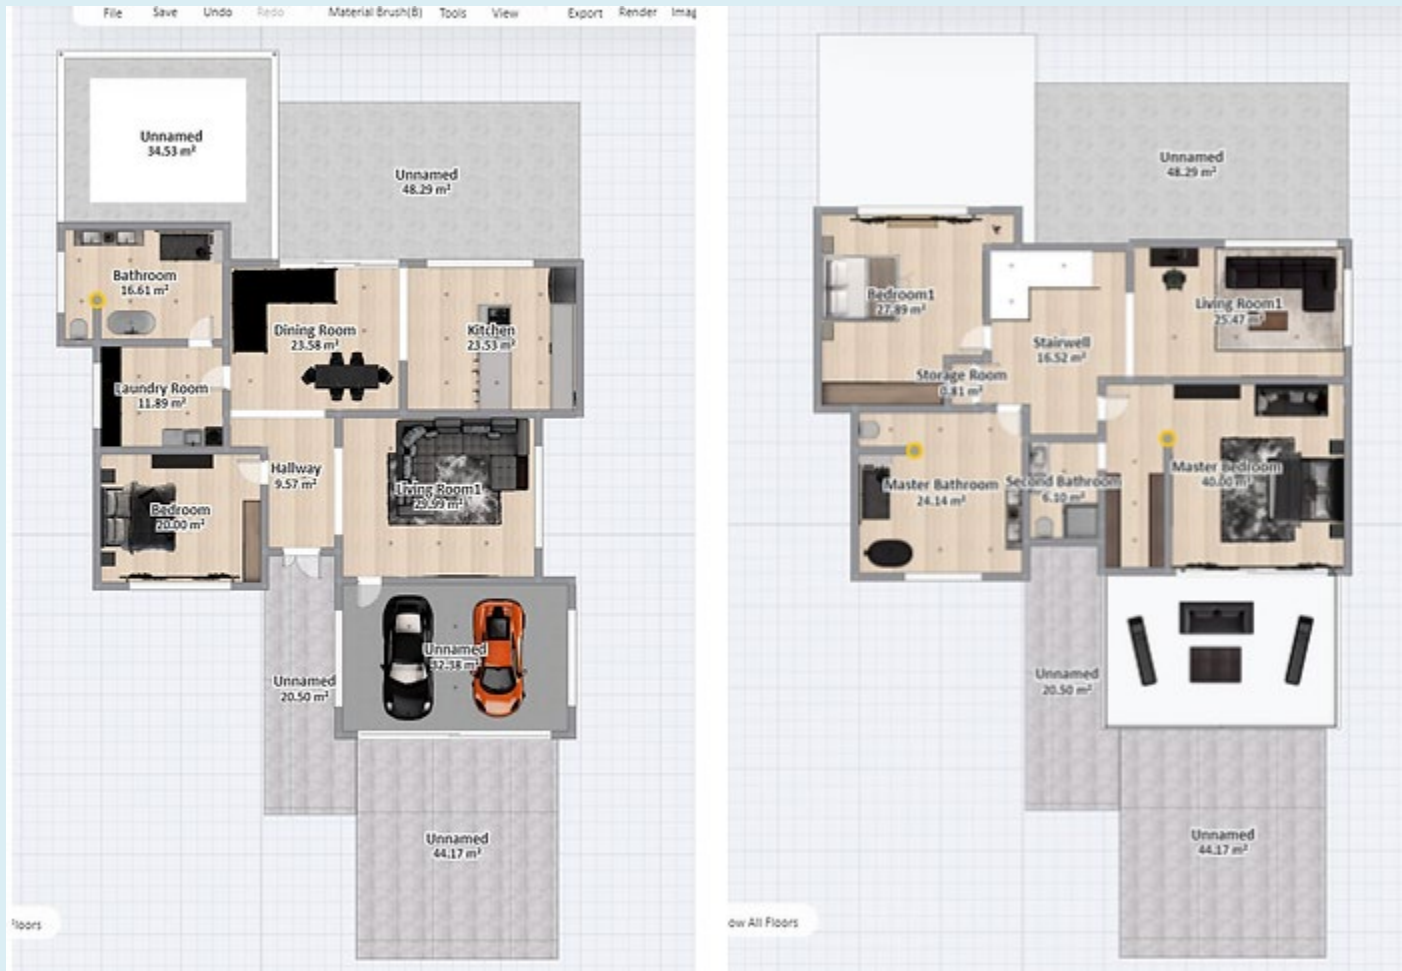 File Save Undo Redo Material Brush(B) Tools View Export Render Imag
Unnamed
34.53 m²
Unnamed
48.29 m²
Bathroom
16.61 m²
Dining Room
23.58 m²
Kitchen
23.53 m²
Laundry Room
11.89 m²
Hallway
9.57 m²
Living Room1
Bedroom
20.00 m²
Unnamed
32.38 m²
Unnamed
20.50 m²
Unnamed
44.17 m²
Floors
Unnamed
48.29 m²
Bedroom1
27.89 m²
Living Room1
25.47 m²
Stairwell
16.52 m²
Storage Room
0.81 m²
Master Bedroom
40.00 m²
Master Bathroom
24.14 m²
Second Bathroom
6.10 m²
Unnamed
20.50 m²
Unnamed
44.17 m²
ow All Floors